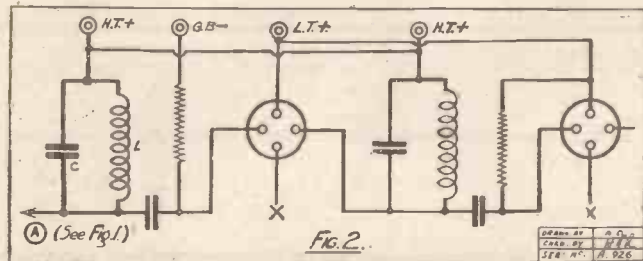 H.T.+ G.B− L.T.+ H.T.+
C L
A (See Fig.1.)
X X
FIG. 2.
DRAWN BY
CHKD. BY
SER. Nº. A. 926